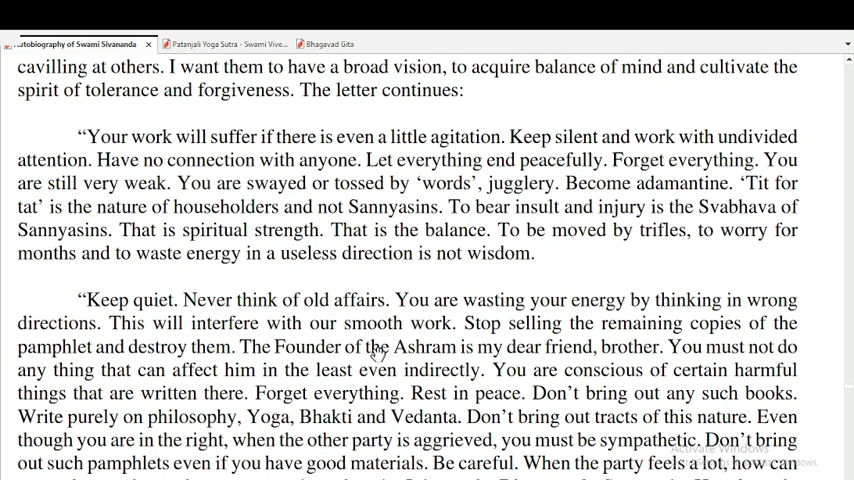 Autobiography of Swami Sivananda × Patanjali Yoga Sutra - Swami Vive... Bhagavad Gita
cavilling at others. I want them to have a broad vision, to acquire balance of mind and cultivate the
spirit of tolerance and forgiveness. The letter continues:
“Your work will suffer if there is even a little agitation. Keep silent and work with undivided
attention. Have no connection with anyone. Let everything end peacefully. Forget everything. You
are still very weak. You are swayed or tossed by ‘words’, jugglery. Become adamantine. ‘Tit for
tat’ is the nature of householders and not Sannyasins. To bear insult and injury is the Svabhava of
Sannyasins. That is spiritual strength. That is the balance. To be moved by trifles, to worry for
months and to waste energy in a useless direction is not wisdom.
“Keep quiet. Never think of old affairs. You are wasting your energy by thinking in wrong
directions. This will interfere with our smooth work. Stop selling the remaining copies of the
pamphlet and destroy them. The Founder of the Ashram is my dear friend, brother. You must not do
any thing that can affect him in the least even indirectly. You are conscious of certain harmful
things that are written there. Forget everything. Rest in peace. Don’t bring out any such books.
Write purely on philosophy, Yoga, Bhakti and Vedanta. Don’t bring out tracts of this nature. Even
though you are in the right, when the other party is aggrieved, you must be sympathetic. Don’t bring
Activate Windows
out such pamphlets even if you have good materials. Be careful. When the party feels a lot, how can